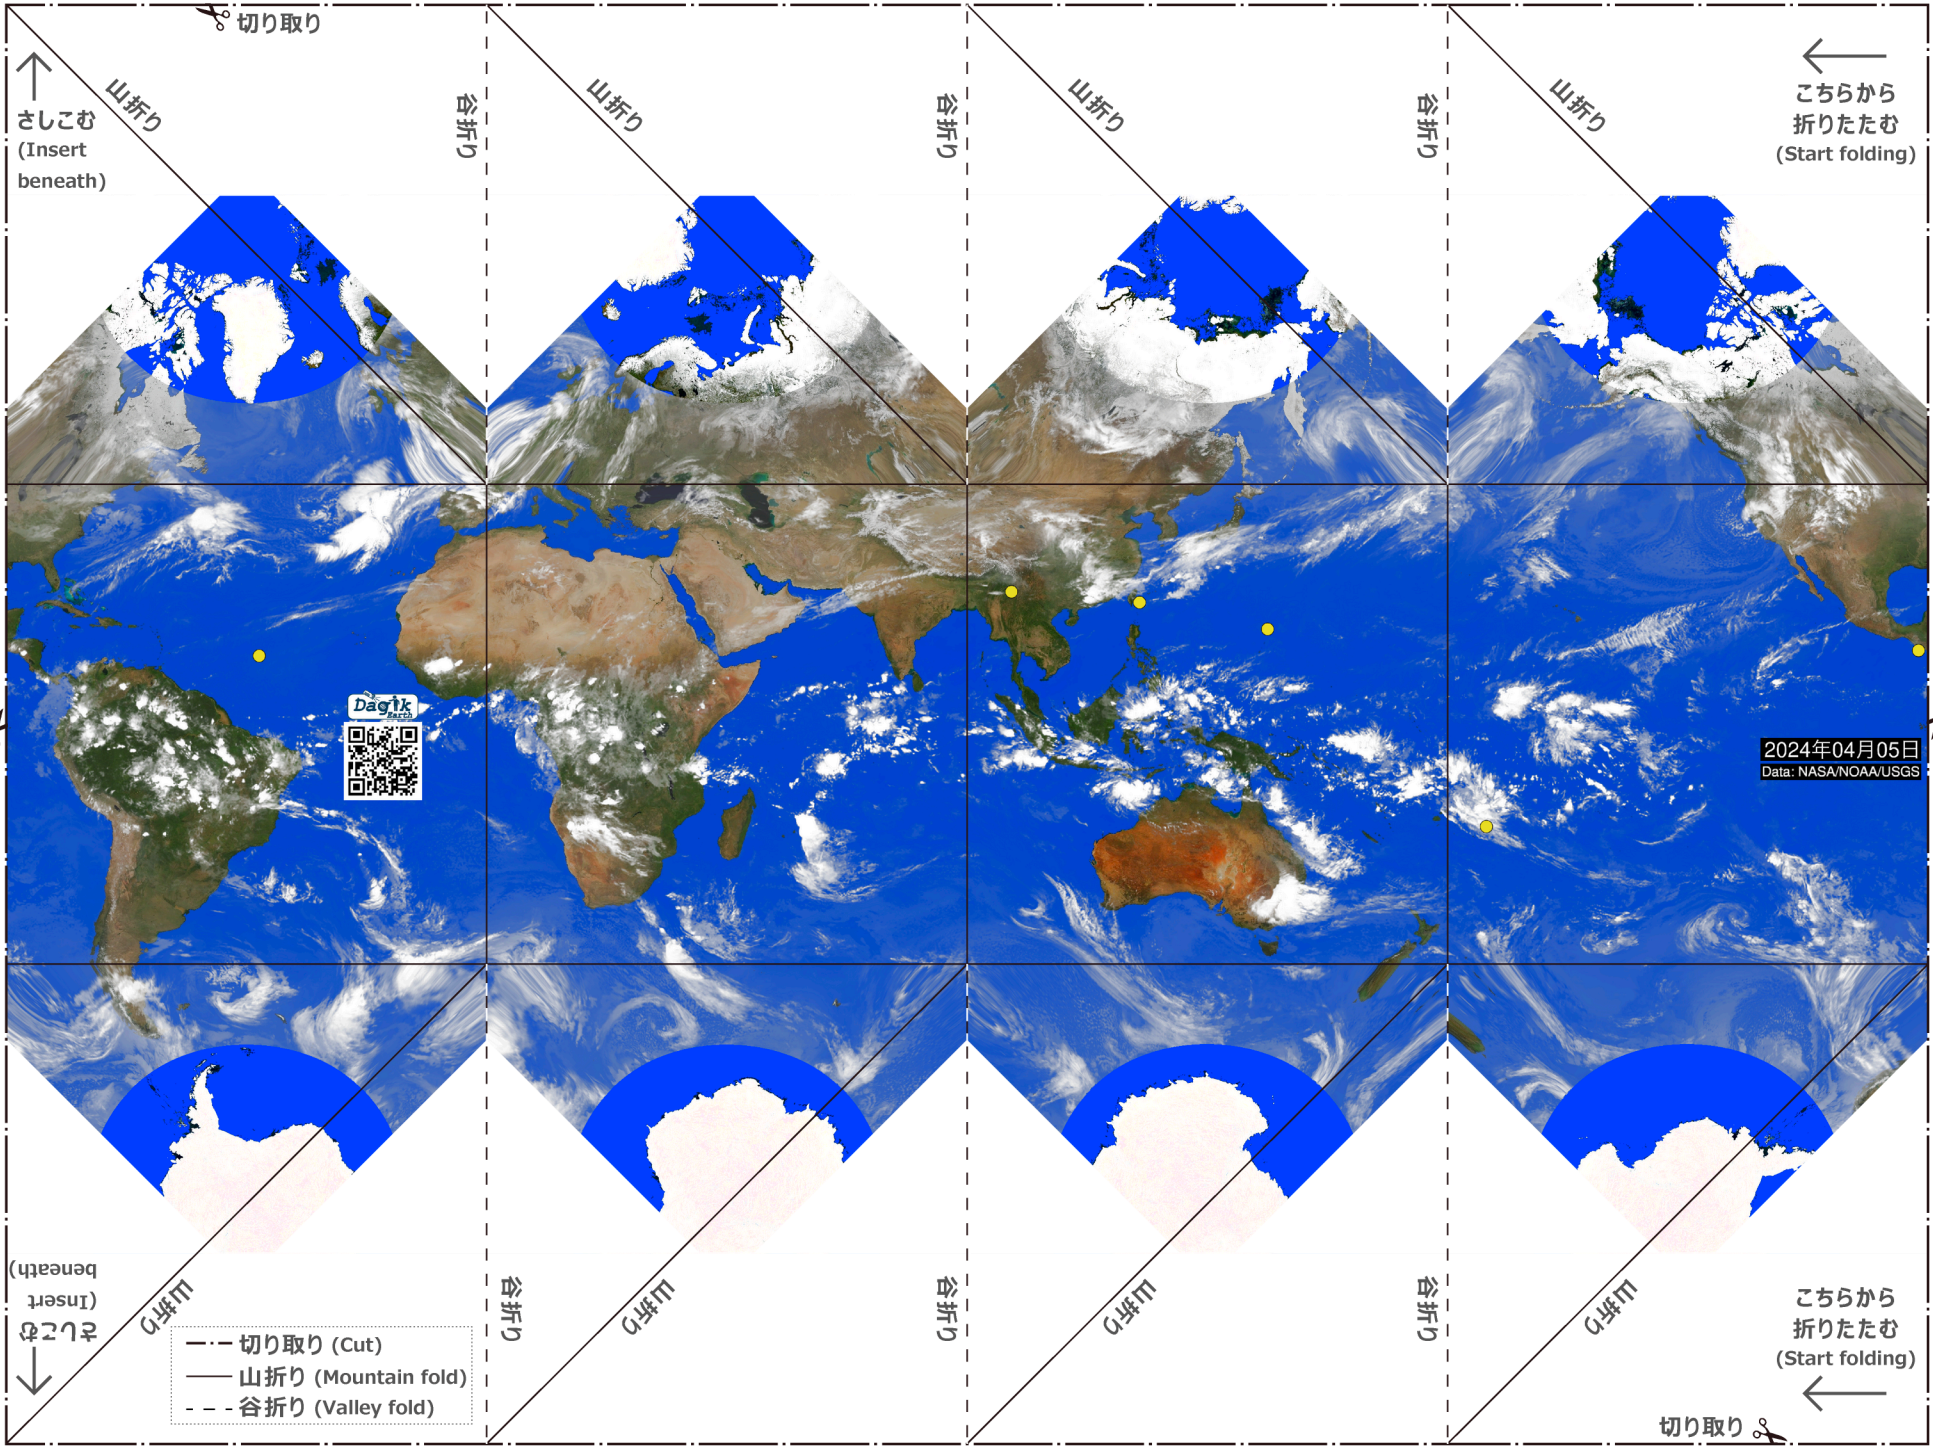 切り取り
さしこむ
(Insert
beneath)
山折り
谷折り
山折り
谷折り
山折り
谷折り
山折り
こちらから
折りたたむ
(Start folding)
Dagik
Earth
2024年04月05日
Data: NASA/NOAA/USGS
さしこむ
(Insert
beneath)
山折り
谷折り
山折り
谷折り
山折り
谷折り
山折り
こちらから
折りたたむ
(Start folding)
切り取り (Cut)
山折り (Mountain fold)
谷折り (Valley fold)
切り取り